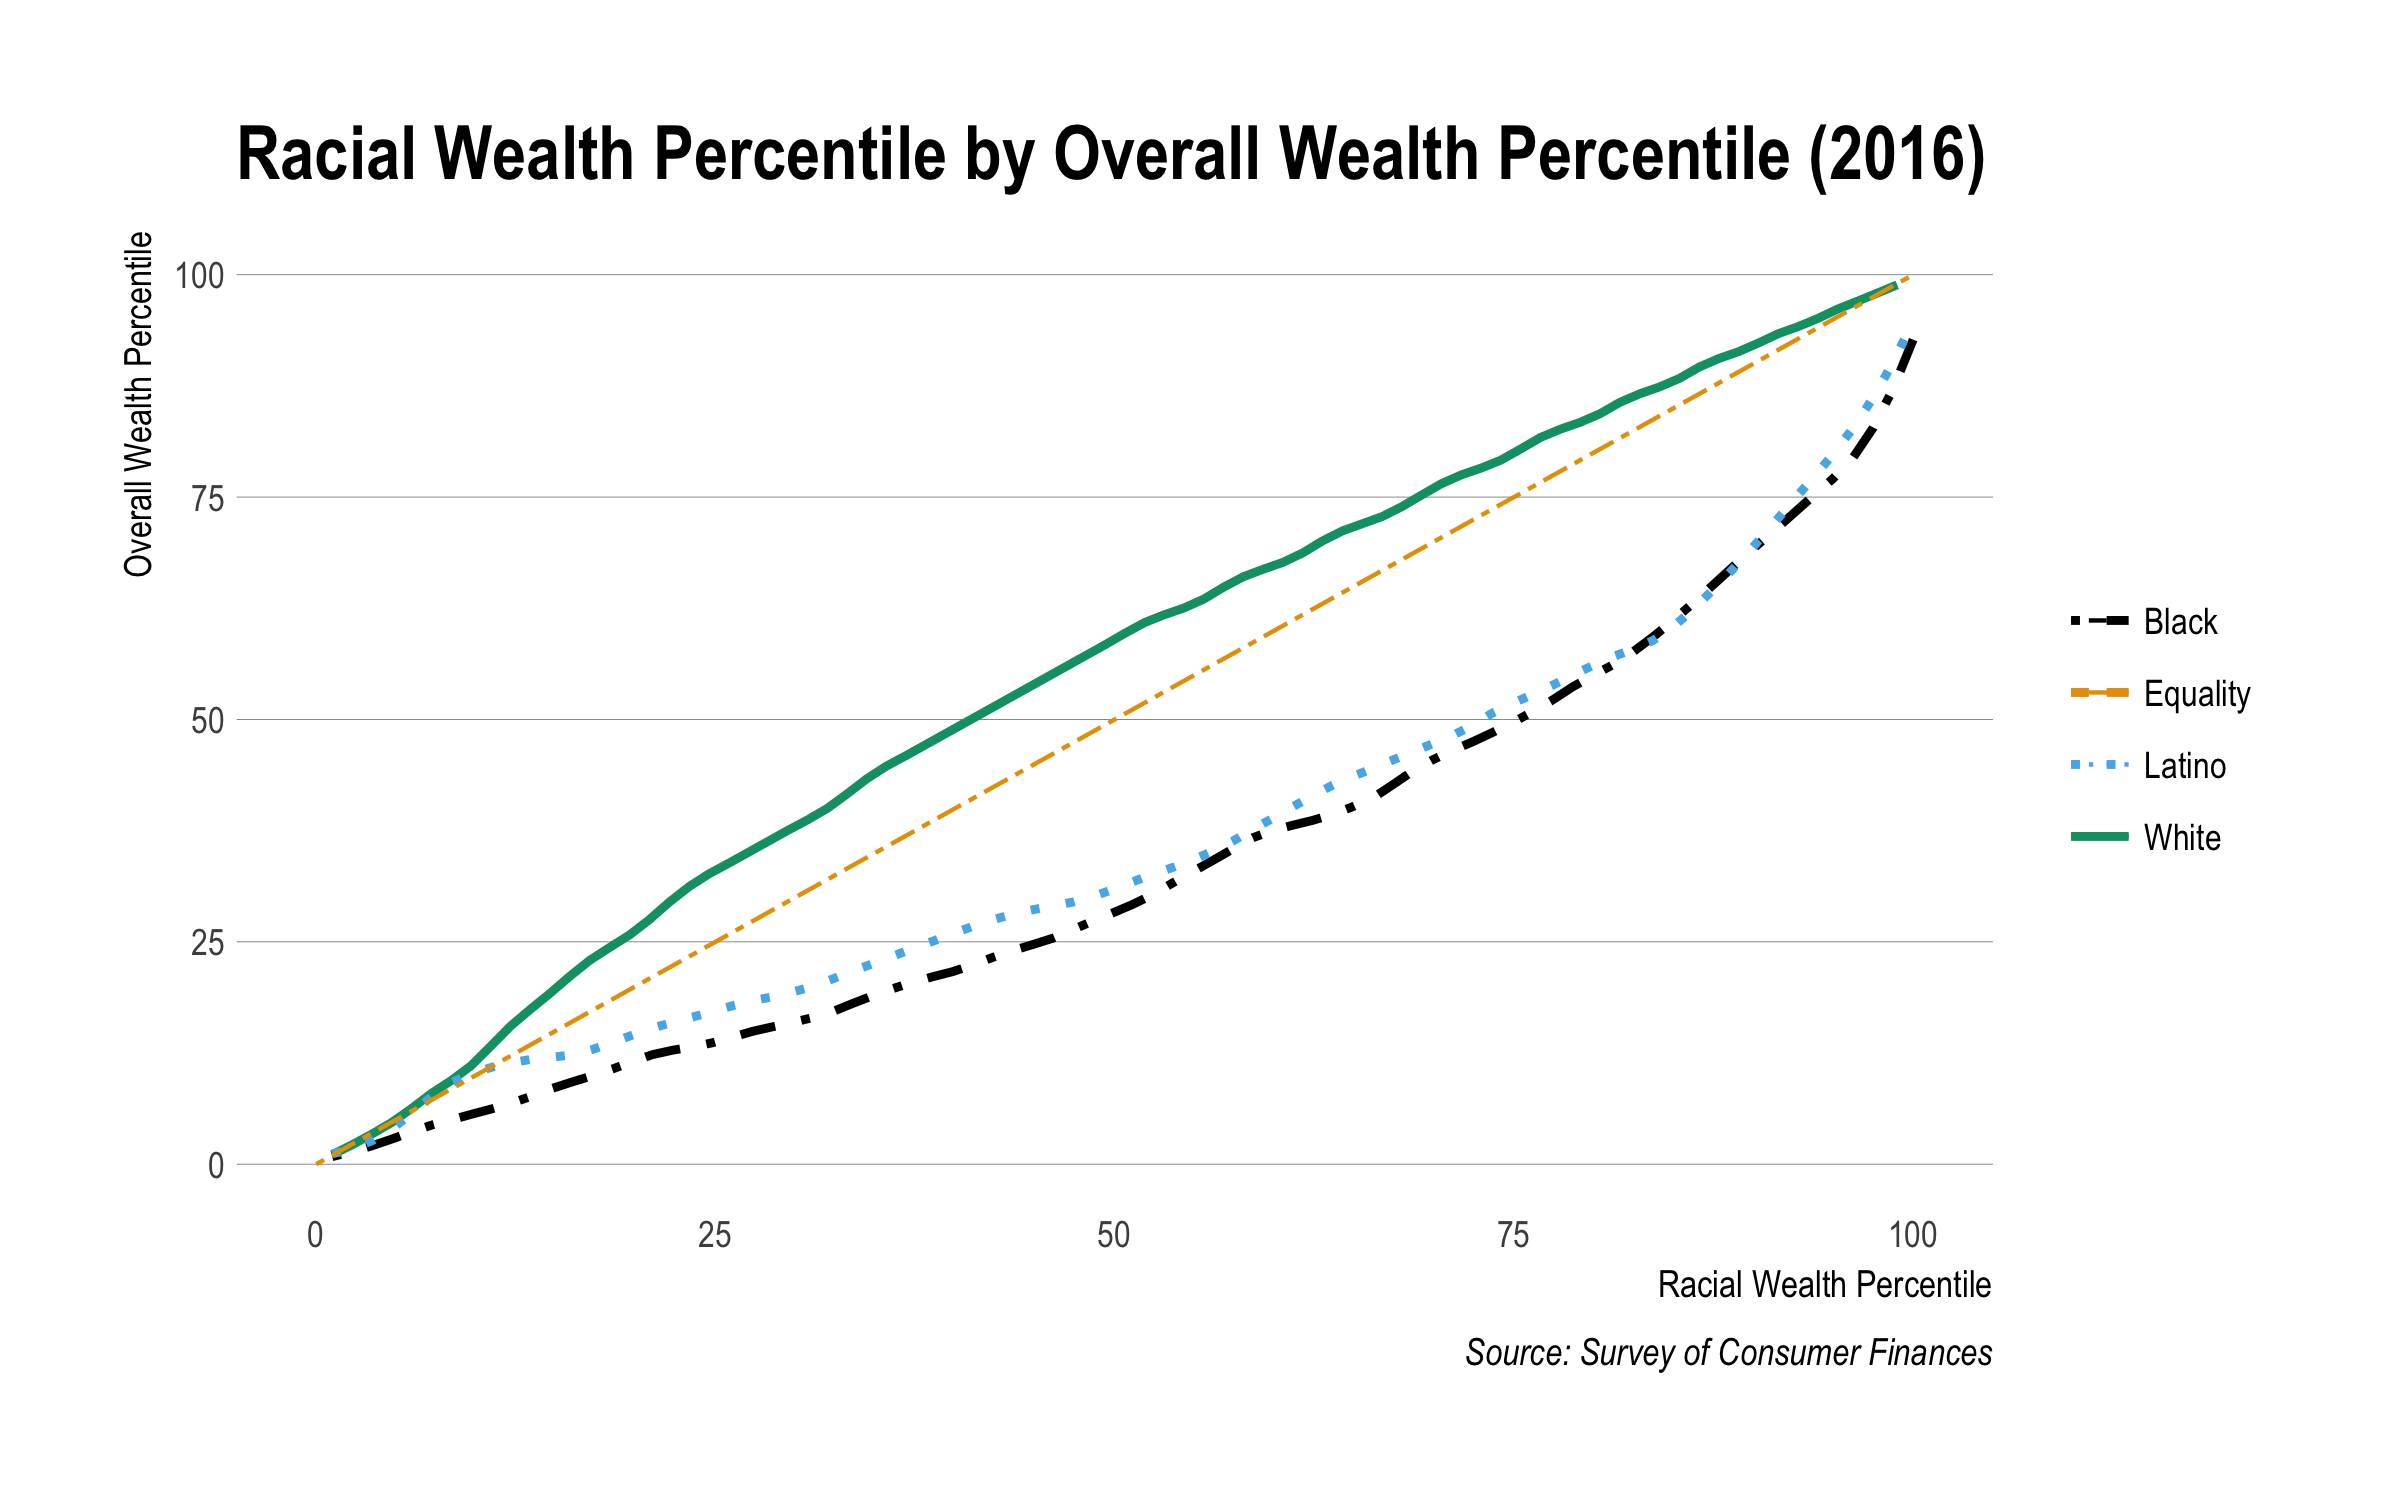 Racial Wealth Percentile by Overall Wealth Percentile (2016)
Overall Wealth Percentile
100
75
50
25
0
0 25 50 75 100
Racial Wealth Percentile
Source: Survey of Consumer Finances
Black
Equality
Latino
White